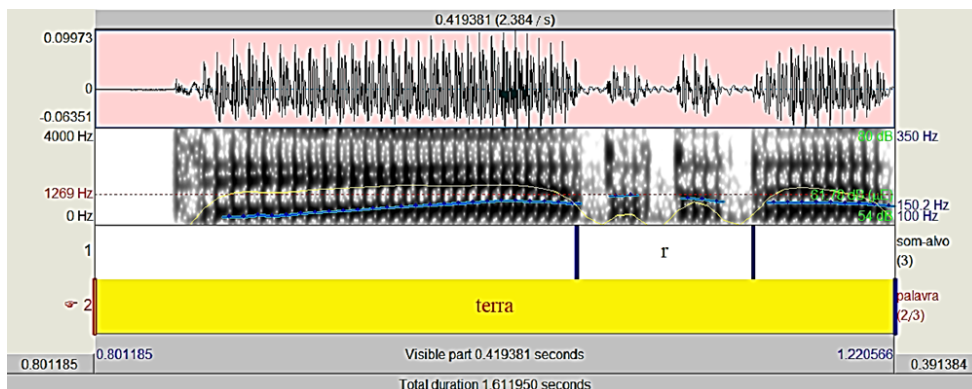 0.419381 (2.384 / s)
0.09973
0
-0.06351
4000 Hz
350 Hz
1269 Hz
0 Hz
150.2 Hz
54 dB
100 Hz
1
r
som-alvo
(3)
2
terra
palavra
(2/3)
0.801185
Visible part 0.419381 seconds
1.220566
0.801185
0.391384
Total duration 1.611950 seconds